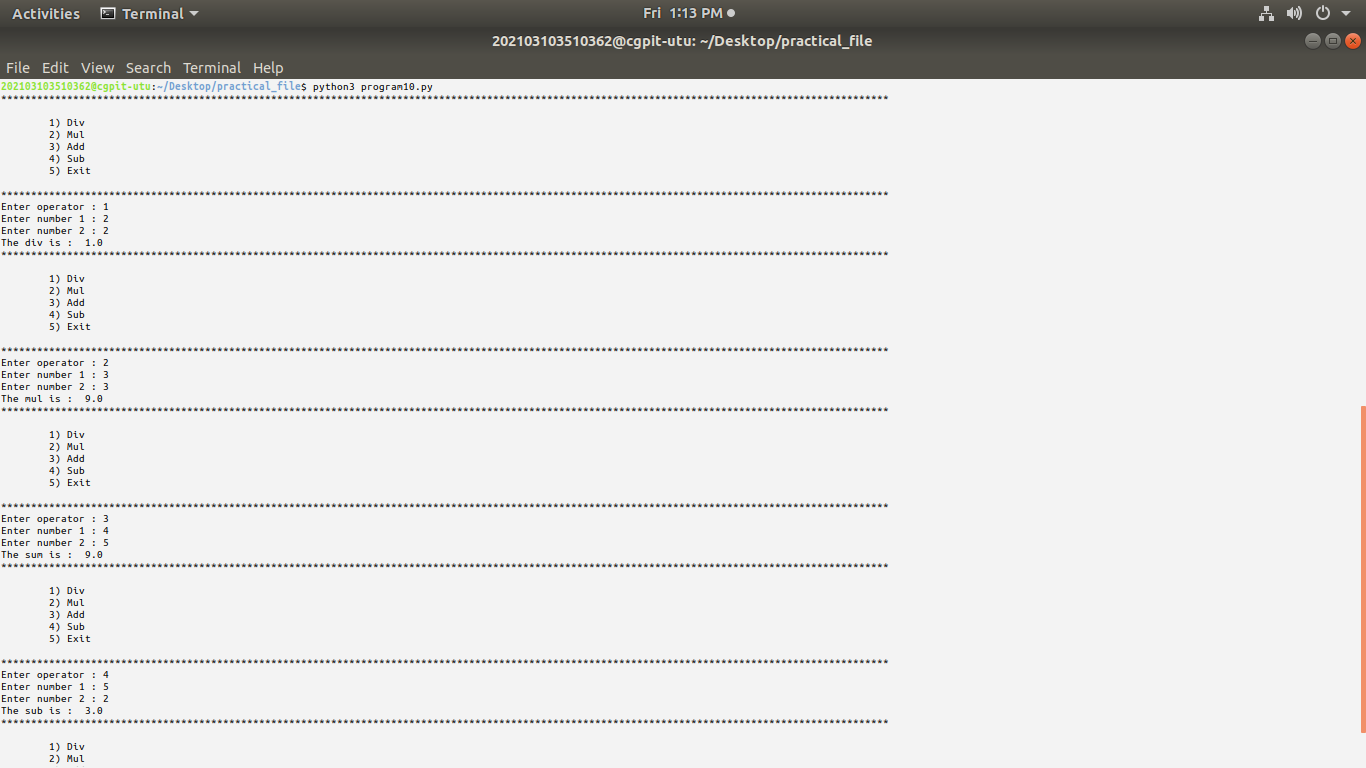 Activities Terminal Fri 1:13 PM
202103103510362@cgpit-utu: ~/Desktop/practical_file
File Edit View Search Terminal Help
202103103510362@cgpit-utu:~/Desktop/practical_file$ python3 program10.py
****************************************************************************************************************************************************
1) Div
2) Mul
3) Add
4) Sub
5) Exit
****************************************************************************************************************************************************
Enter operator : 1
Enter number 1 : 2
Enter number 2 : 2
The div is :  1.0
****************************************************************************************************************************************************
1) Div
2) Mul
3) Add
4) Sub
5) Exit
****************************************************************************************************************************************************
Enter operator : 2
Enter number 1 : 3
Enter number 2 : 3
The mul is :  9.0
****************************************************************************************************************************************************
1) Div
2) Mul
3) Add
4) Sub
5) Exit
****************************************************************************************************************************************************
Enter operator : 3
Enter number 1 : 4
Enter number 2 : 5
The sum is :  9.0
****************************************************************************************************************************************************
1) Div
2) Mul
3) Add
4) Sub
5) Exit
****************************************************************************************************************************************************
Enter operator : 4
Enter number 1 : 5
Enter number 2 : 2
The sub is :  3.0
****************************************************************************************************************************************************
1) Div
2) Mul